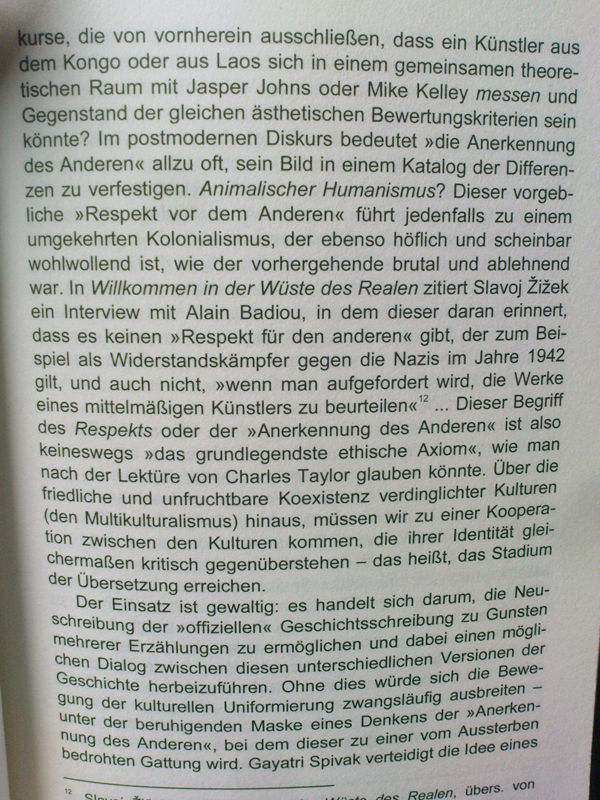 kurse, die von vornherein ausschließen, dass ein Künstler aus
dem Kongo oder aus Laos sich in einem gemeinsamen theore-
tischen Raum mit Jasper Johns oder Mike Kelley messen und
Gegenstand der gleichen ästhetischen Bewertungskriterien sein
könnte? Im postmodernen Diskurs bedeutet »die Anerkennung
des Anderen« allzu oft, sein Bild in einem Katalog der Differen-
zen zu verfestigen. Animalischer Humanismus? Dieser vorgeb-
liche »Respekt vor dem Anderen« führt jedenfalls zu einem
umgekehrten Kolonialismus, der ebenso höflich und scheinbar
wohlwollend ist, wie der vorhergehende brutal und ablehnend
war. In Willkommen in der Wüste des Realen zitiert Slavoj Žižek
ein Interview mit Alain Badiou, in dem dieser daran erinnert,
dass es keinen »Respekt für den anderen« gibt, der zum Bei-
spiel als Widerstandskämpfer gegen die Nazis im Jahre 1942
gilt, und auch nicht, »wenn man aufgefordert wird, die Werke
eines mittelmäßigen Künstlers zu beurteilen«12 ... Dieser Begriff
des Respekts oder der »Anerkennung des Anderen« ist also
keineswegs »das grundlegendste ethische Axiom«, wie man
nach der Lektüre von Charles Taylor glauben könnte. Über die
friedliche und unfruchtbare Koexistenz verdinglichter Kulturen
(den Multikulturalismus) hinaus, müssen wir zu einer Koopera-
tion zwischen den Kulturen kommen, die ihrer Identität glei-
chermaßen kritisch gegenüberstehen – das heißt, das Stadium
der Übersetzung erreichen.
Der Einsatz ist gewaltig: es handelt sich darum, die Neu-
schreibung der »offiziellen« Geschichtsschreibung zu Gunsten
mehrerer Erzählungen zu ermöglichen und dabei einen mögli-
chen Dialog zwischen diesen unterschiedlichen Versionen der
Geschichte herbeizuführen. Ohne dies würde sich die Bewe-
gung der kulturellen Uniformierung zwangsläufig ausbreiten –
unter der beruhigenden Maske eines Denkens der »Anerken-
nung des Anderen«, bei dem dieser zu einer vom Aussterben
bedrohten Gattung wird. Gayatri Spivak verteidigt die Idee eines
12 Slavoj Wüste des Realen, übers. von